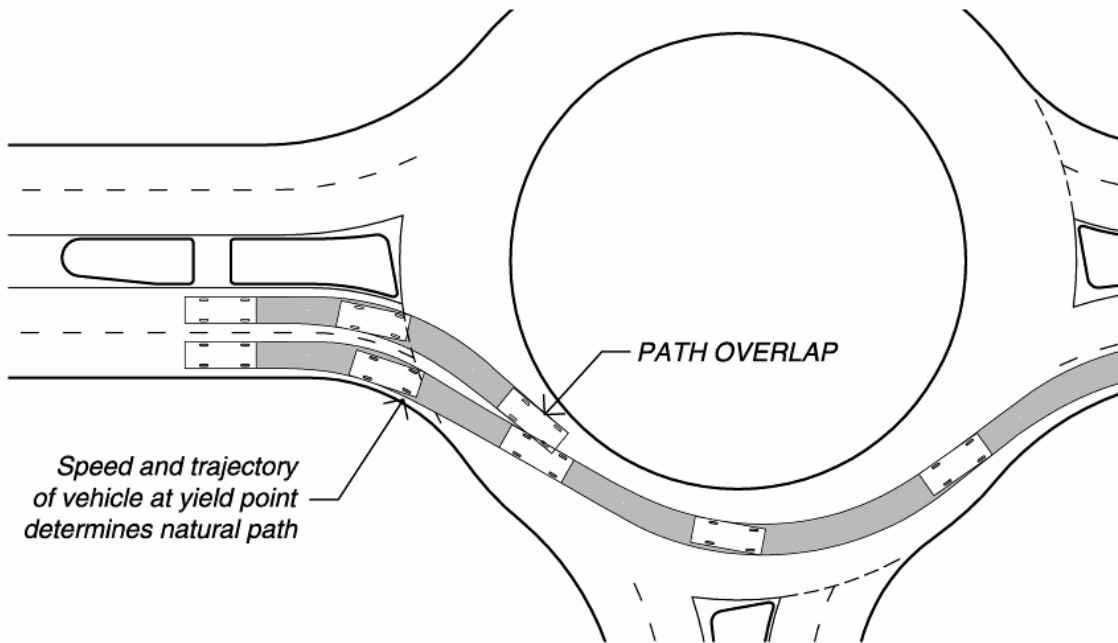 PATH OVERLAP
Speed and trajectory
of vehicle at yield point
determines natural path